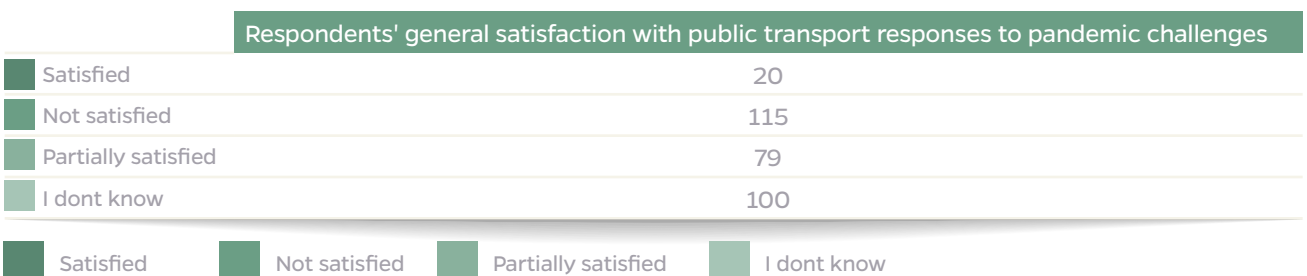 Respondents' general satisfaction with public transport responses to pandemic challenges
Satisfied 20
Not satisfied 115
Partially satisfied 79
I dont know 100
Satisfied Not satisfied Partially satisfied I dont know